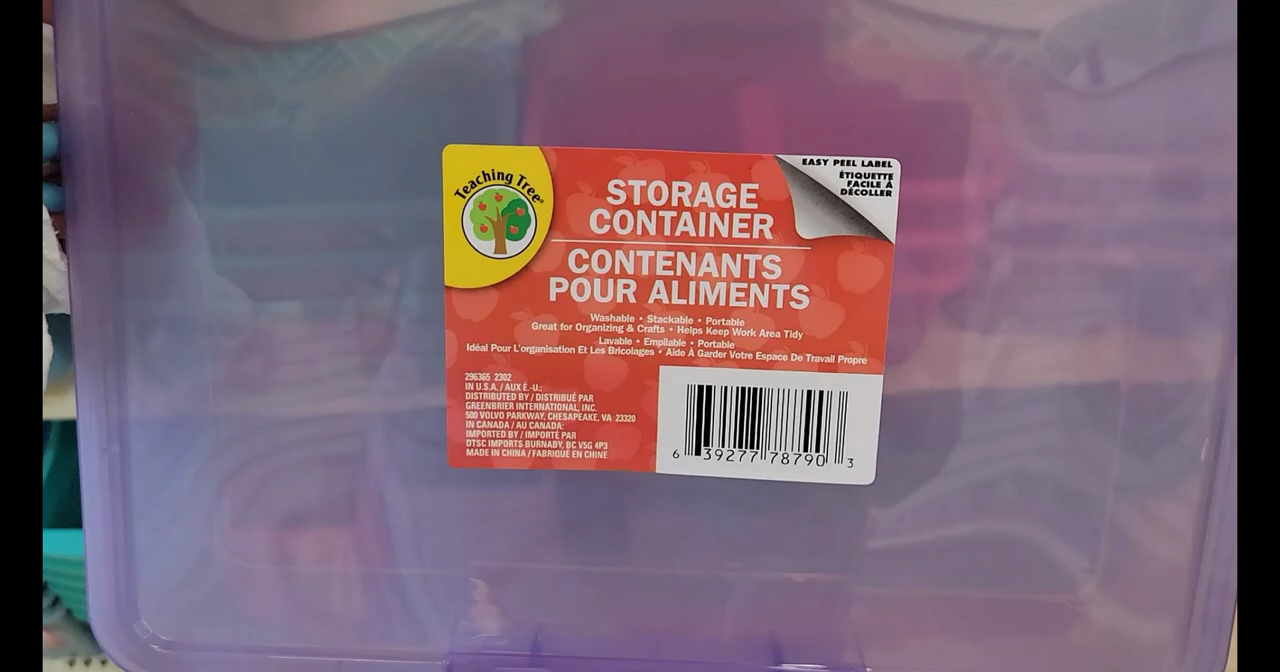 Teaching Tree®
STORAGE
CONTAINER
CONTENANTS
POUR ALIMENTS
EASY PEEL LABEL
ÉTIQUETTE
FACILE À
DÉCOLLER
Washable • Stackable • Portable
Great for Organizing & Crafts • Helps Keep Work Area Tidy
Lavable • Empilable • Portable
Idéal Pour L'organisation Et Les Bricolages • Aide À Garder Votre Espace De Travail Propre
296365 2302
IN U.S.A. / AUX É.-U.:
DISTRIBUTED BY / DISTRIBUÉ PAR
GREENBRIER INTERNATIONAL, INC.
500 VOLVO PARKWAY, CHESAPEAKE, VA 23320
IN CANADA / AU CANADA:
IMPORTED BY / IMPORTÉ PAR
DTSC IMPORTS BURNABY, BC V5G 4P3
MADE IN CHINA / FABRIQUÉ EN CHINE
6 39277 78790 3